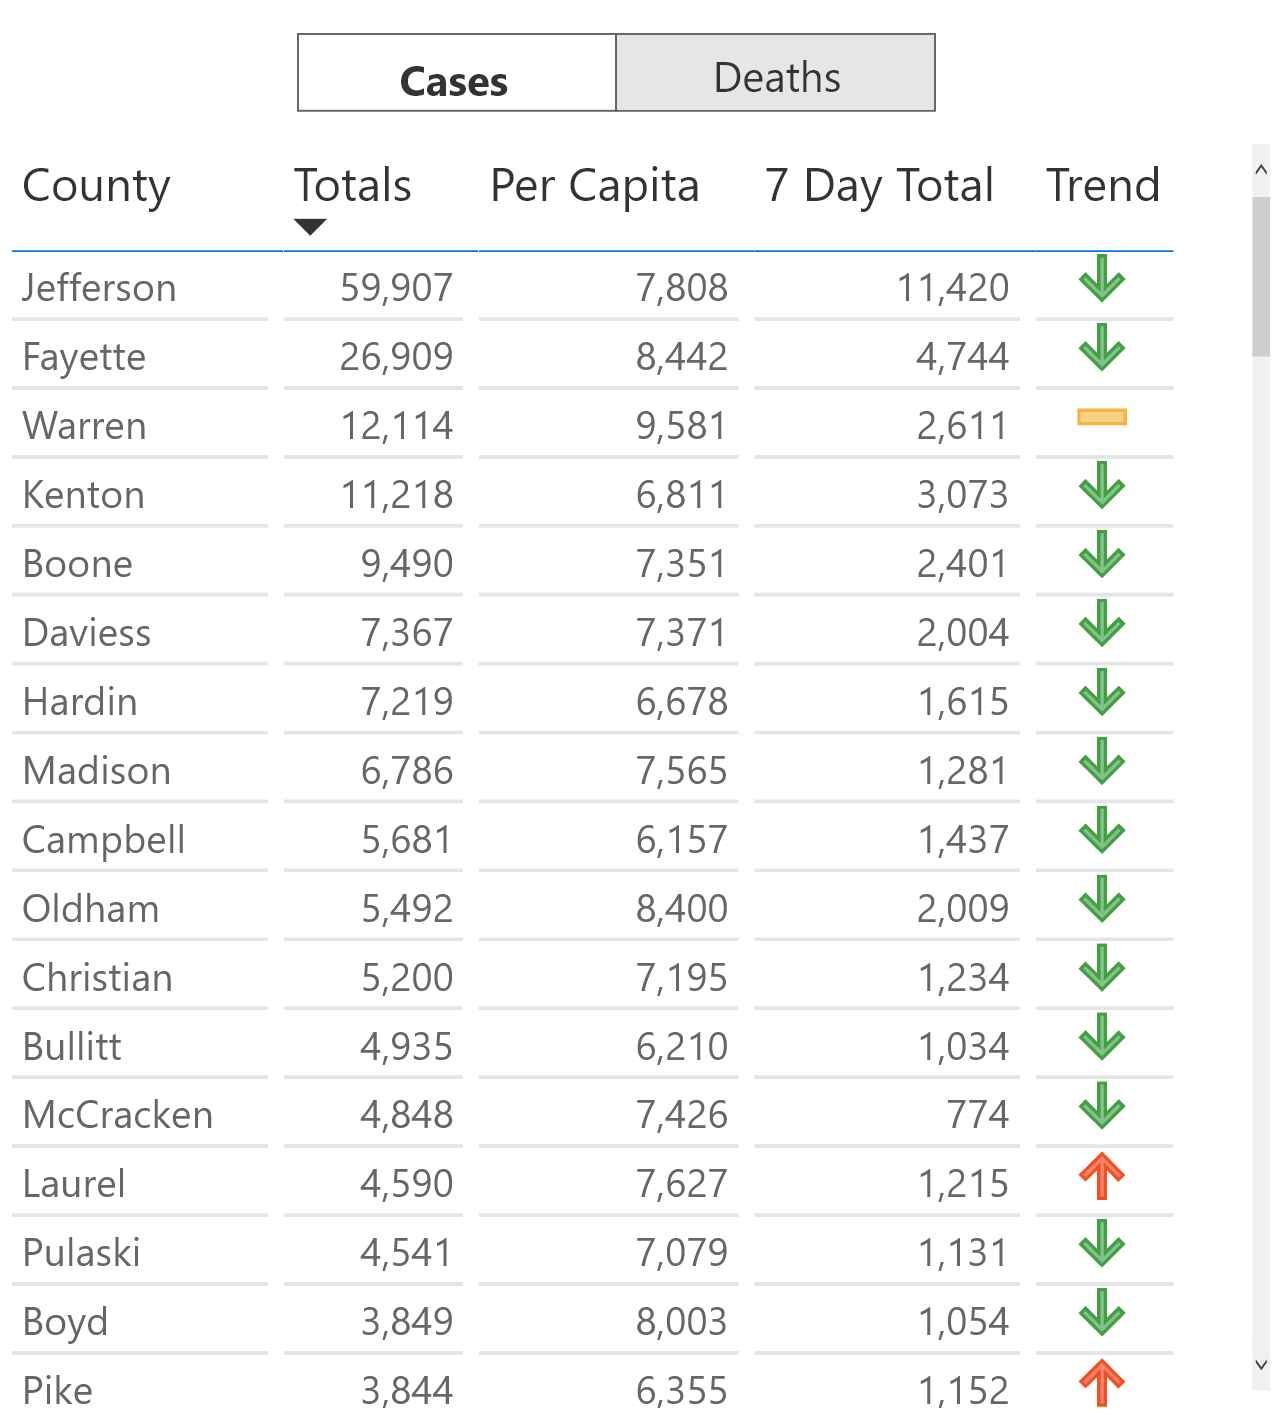 Cases Deaths
County Totals Per Capita 7 Day Total Trend
Jefferson 59,907 7,808 11,420
Fayette 26,909 8,442 4,744
Warren 12,114 9,581 2,611
Kenton 11,218 6,811 3,073
Boone 9,490 7,351 2,401
Daviess 7,367 7,371 2,004
Hardin 7,219 6,678 1,615
Madison 6,786 7,565 1,281
Campbell 5,681 6,157 1,437
Oldham 5,492 8,400 2,009
Christian 5,200 7,195 1,234
Bullitt 4,935 6,210 1,034
McCracken 4,848 7,426 774
Laurel 4,590 7,627 1,215
Pulaski 4,541 7,079 1,131
Boyd 3,849 8,003 1,054
Pike 3,844 6,355 1,152